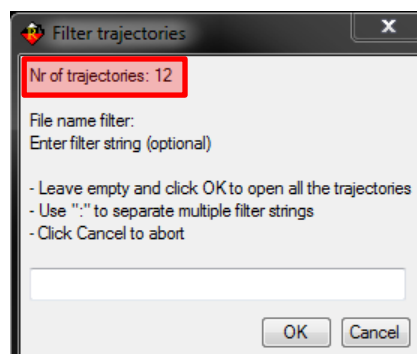 Filter trajectories
X
Nr of trajectories: 12
File name filter:
Enter filter string (optional)
- Leave empty and click OK to open all the trajectories
- Use ":" to separate multiple filter strings
- Click Cancel to abort
OK Cancel